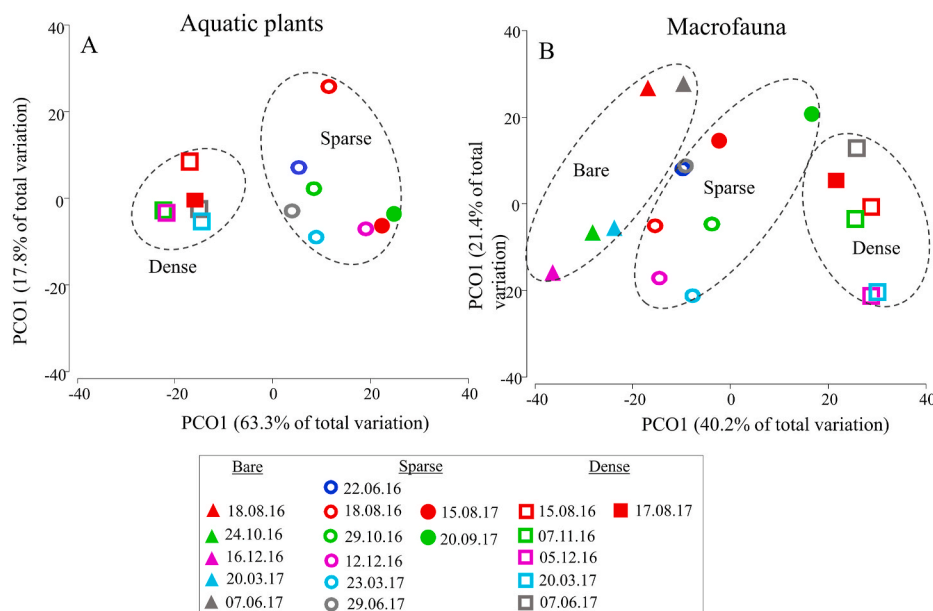 Aquatic plants
A
40
20
0
-20
-40
-40
-20
0
20
40
PCO1 (17.8% of total variation)
PCO1 (63.3% of total variation)
Sparse
Dense
Macrofauna
B
40
20
0
-20
-40
-40
-20
0
20
40
PCO1 (21.4% of total
variation)
PCO1 (40.2% of total variation)
Bare
Sparse
Dense
Bare Sparse Dense
22.06.16
18.08.16 18.08.16 15.08.17 15.08.16 17.08.17
24.10.16 29.10.16 20.09.17 07.11.16
16.12.16 12.12.16 05.12.16
20.03.17 23.03.17 20.03.17
07.06.17 29.06.17 07.06.17